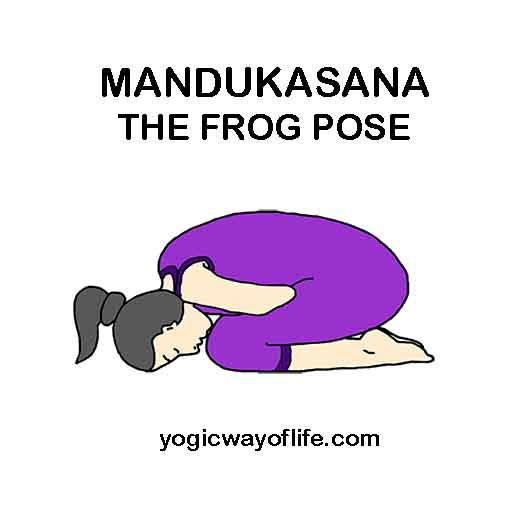 MANDUKASANA
THE FROG POSE
yogicwayoflife.com